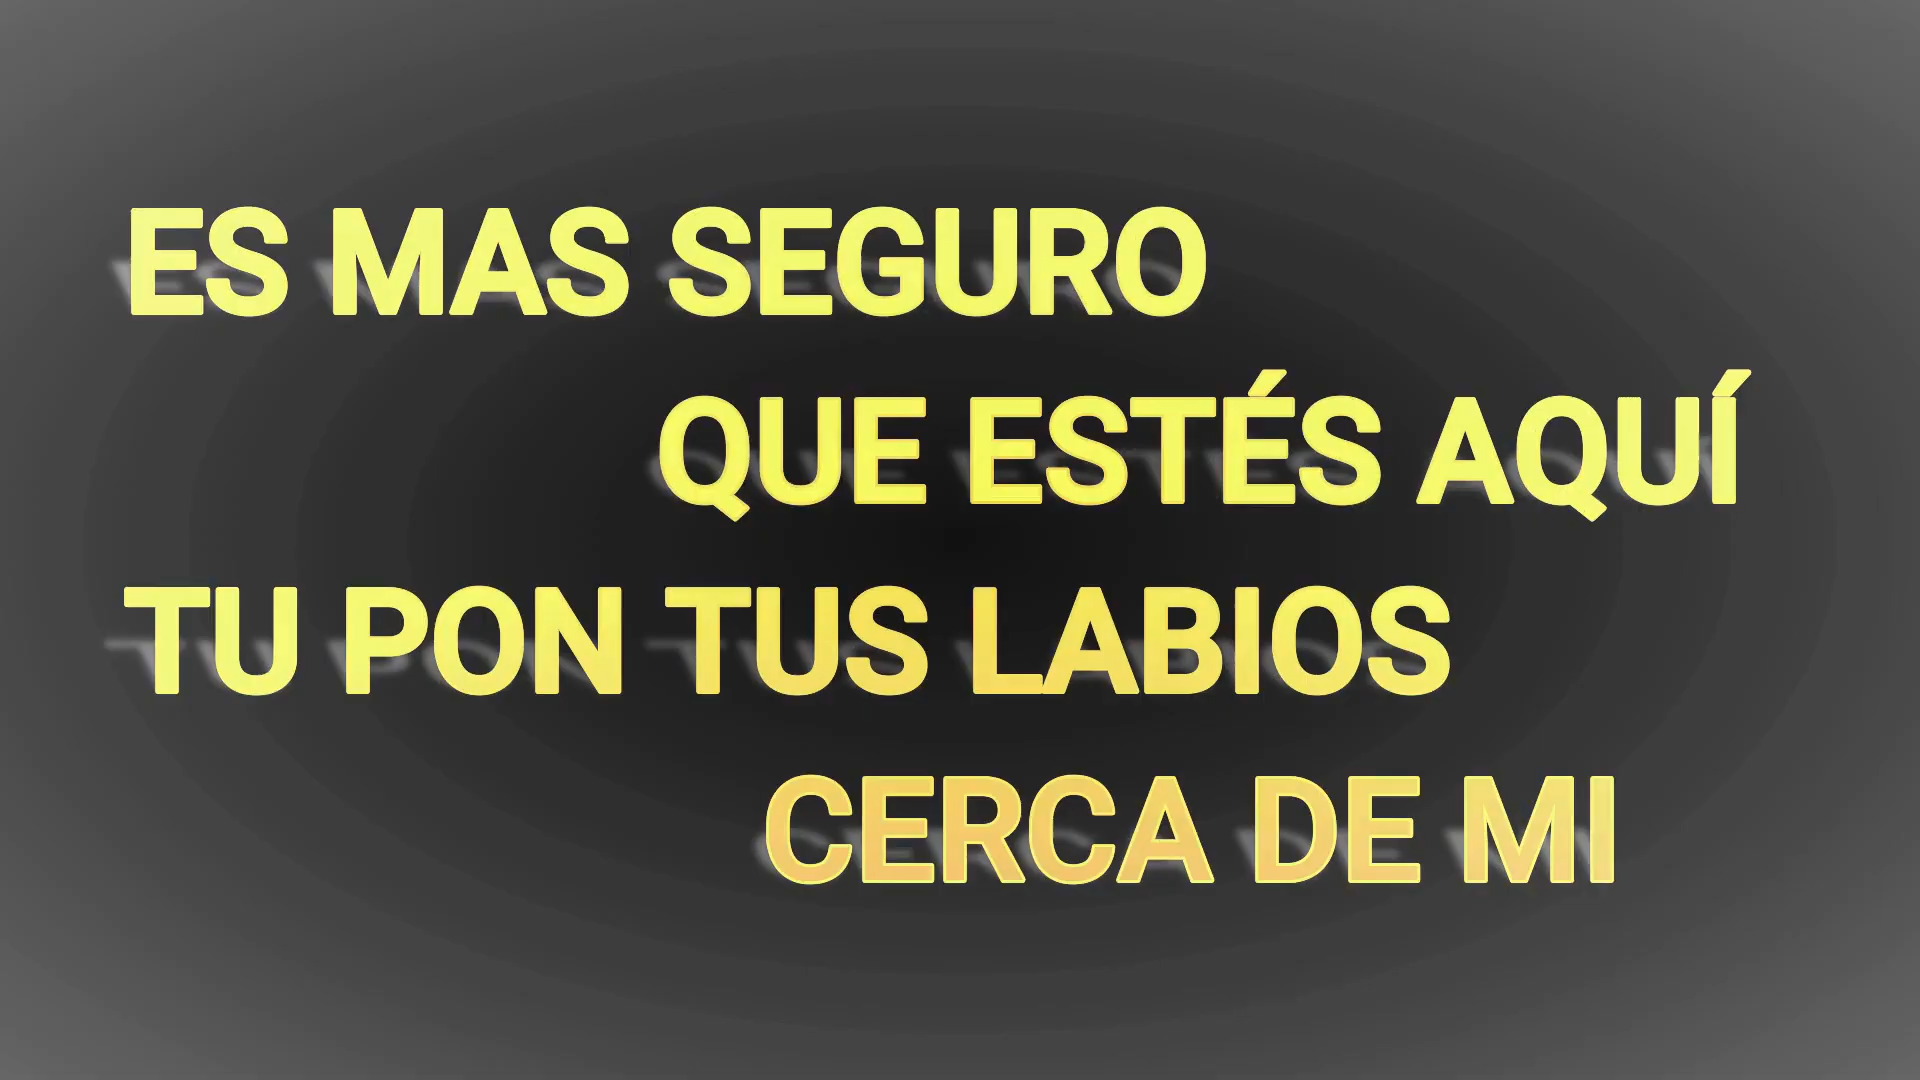 ES MAS SEGURO
QUE ESTÉS AQUÍ
TU PON TUS LABIOS
CERCA DE MI